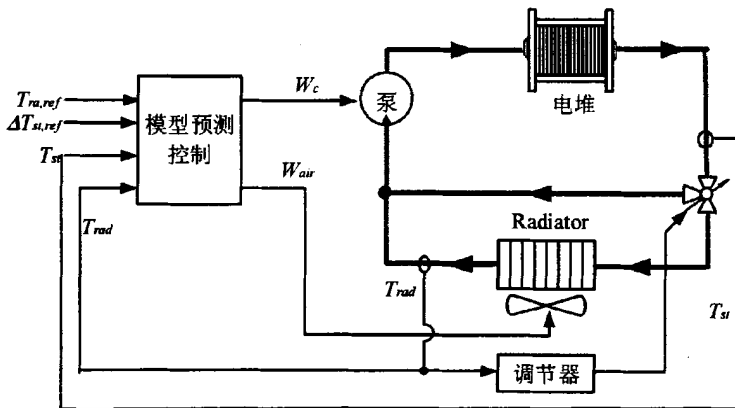 T_{ra,ref}
ΔT_{st,ref}
T_{st}
T_{rad}
模型预测
控制
W_c
W_{air}
泵
电堆
Radiator
T_{rad}
T_{st}
调节器